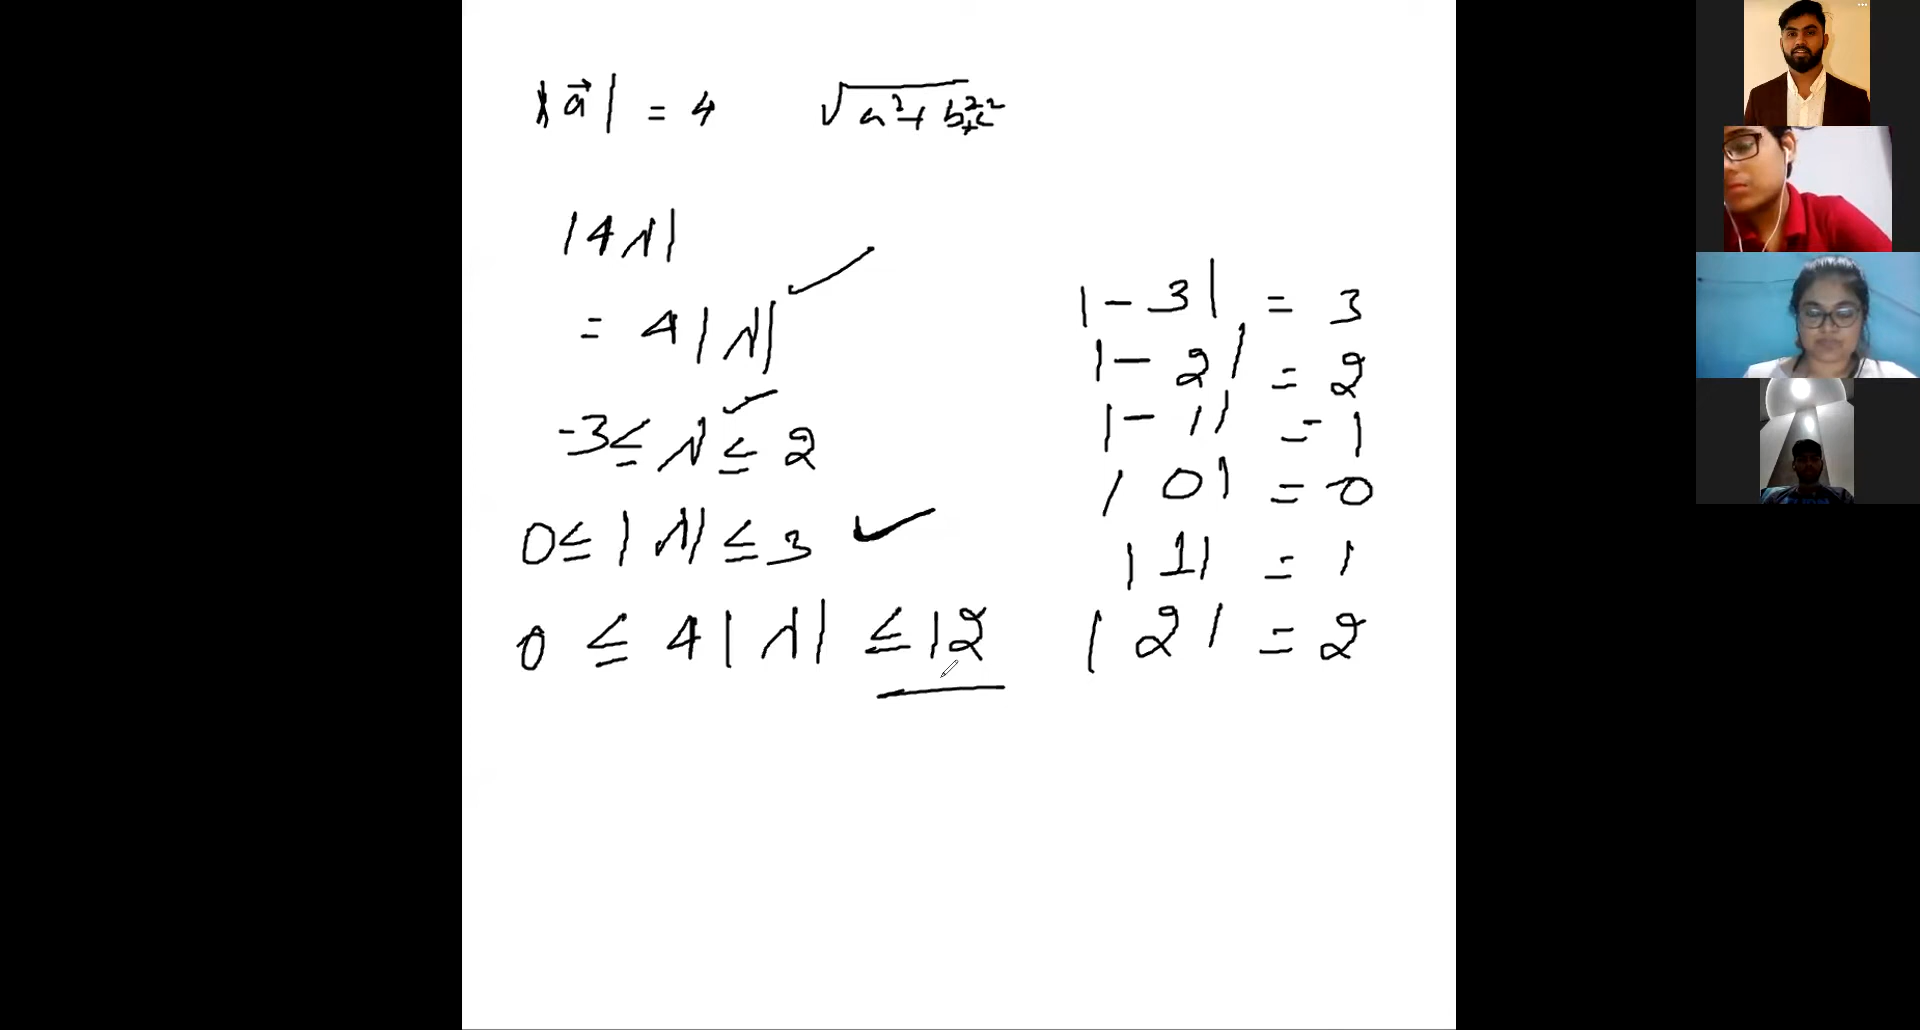 |a⃗| = 4    √a²+b²+c²
|4λ|
= 4|λ|
-3≤λ≤2
0≤|λ|≤3
0≤4|λ|≤12
|-3| = 3
|-2| = 2
|-1| = 1
|0| = 0
|1| = 1
|2| = 2